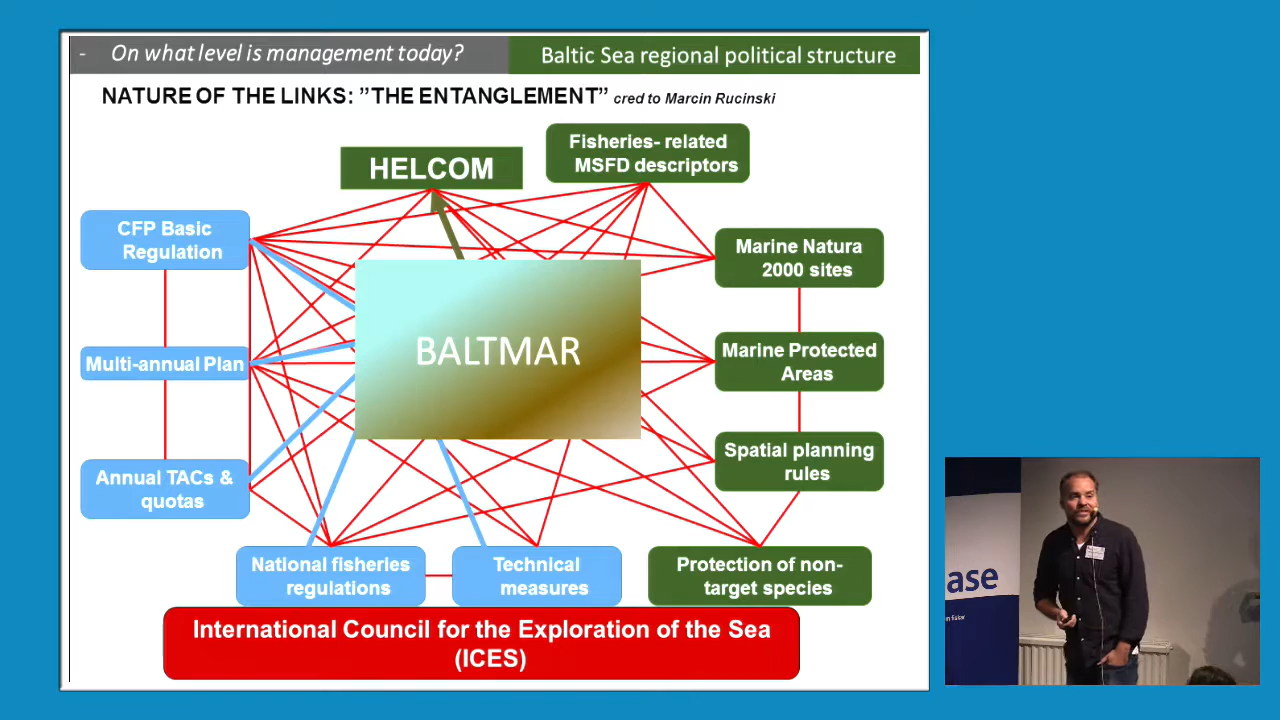 - On what level is management today?
Baltic Sea regional political structure
NATURE OF THE LINKS: ”THE ENTANGLEMENT” cred to Marcin Rucinski
Fisheries- related
MSFD descriptors
HELCOM
CFP Basic
Regulation
Marine Natura
2000 sites
BALTMAR
Marine Protected
Areas
Multi-annual Plan
Spatial planning
rules
Annual TACs &
quotas
National fisheries
regulations
Technical
measures
Protection of non-
target species
International Council for the Exploration of the Sea
(ICES)
ase